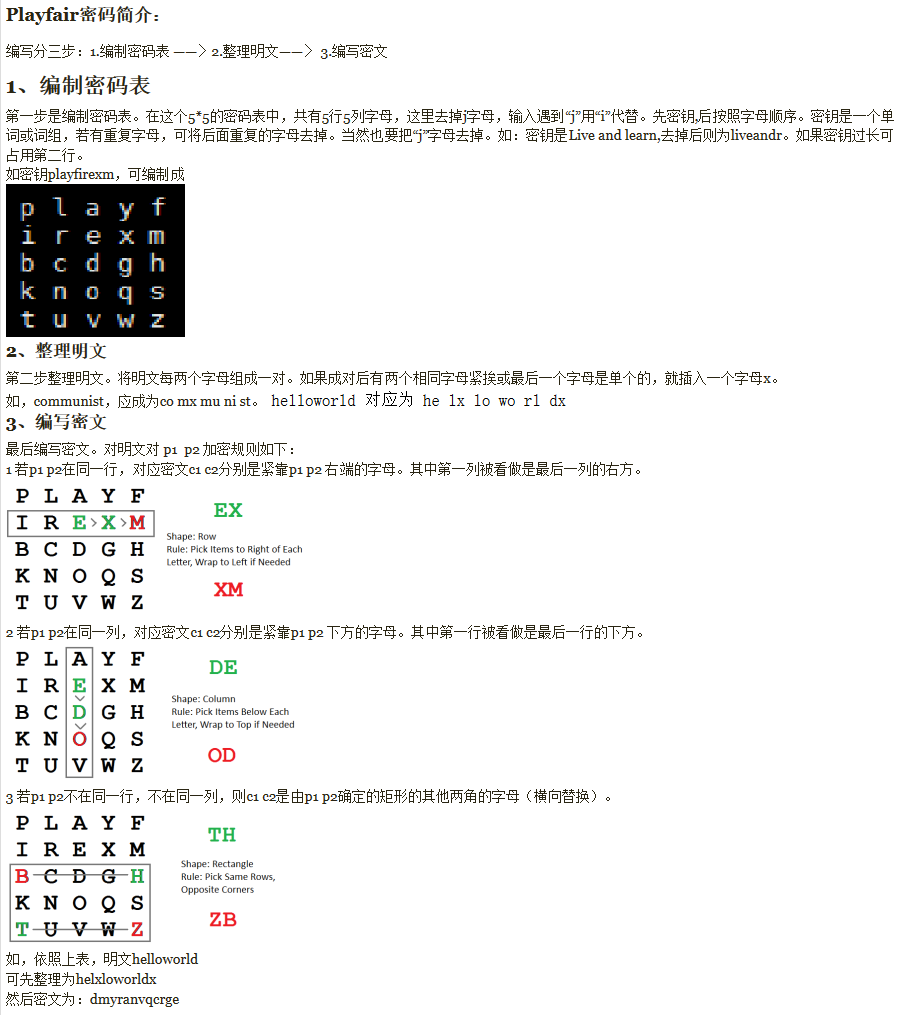 Playfair密码简介：
编写分三步：1.编制密码表 ——〉2.整理明文——〉3.编写密文
1、编制密码表
第一步是编制密码表。在这个5*5的密码表中，共有5行5列字母，这里去掉j字母，输入遇到“j”用“i”代替。先密钥,后按照字母顺序。密钥是一个单
词或词组，若有重复字母，可将后面重复的字母去掉。当然也要把“j”字母去掉。如：密钥是Live and learn,去掉后则为liveandr。如果密钥过长可
占用第二行。
如密钥playfirexm，可编制成
p l a y f
i r e x m
b c d g h
k n o q s
t u v w z
2、整理明文
第二步整理明文。将明文每两个字母组成一对。如果成对后有两个相同字母紧挨或最后一个字母是单个的，就插入一个字母x。
如，communist，应成为co mx mu ni st。 helloworld 对应为 he lx lo wo rl dx
3、编写密文
最后编写密文。对明文对 p1 p2 加密规则如下：
1 若p1 p2在同一行，对应密文c1 c2分别是紧靠p1 p2 右端的字母。其中第一列被看做是最后一列的右方。
P L A Y F
I R E > X > M
B C D G H
K N O Q S
T U V W Z
EX
Shape: Row
Rule: Pick Items to Right of Each
Letter, Wrap to Left if Needed
XM
2 若p1 p2在同一列，对应密文c1 c2分别是紧靠p1 p2 下方的字母。其中第一行被看做是最后一行的下方。
P L A Y F
I R E X M
B C D G H
K N O Q S
T U V W Z
DE
Shape: Column
Rule: Pick Items Below Each
Letter, Wrap to Top if Needed
OD
3 若p1 p2不在同一行，不在同一列，则c1 c2是由p1 p2确定的矩形的其他两角的字母（横向替换）。
P L A Y F
I R E X M
B C D G H
K N O Q S
T U V W Z
TH
Shape: Rectangle
Rule: Pick Same Rows,
Opposite Corners
ZB
如，依照上表，明文helloworld
可先整理为helxloworldx
然后密文为：dmyranvqcrge